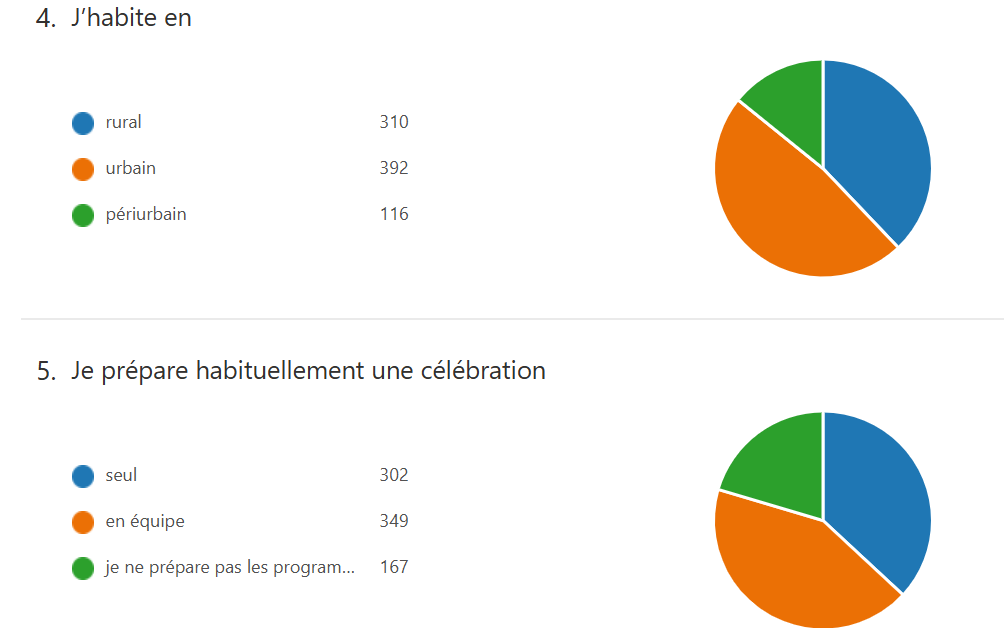 4. J’habite en
rural 310
urbain 392
périurbain 116
5. Je prépare habituellement une célébration
seul 302
en équipe 349
je ne prépare pas les program... 167